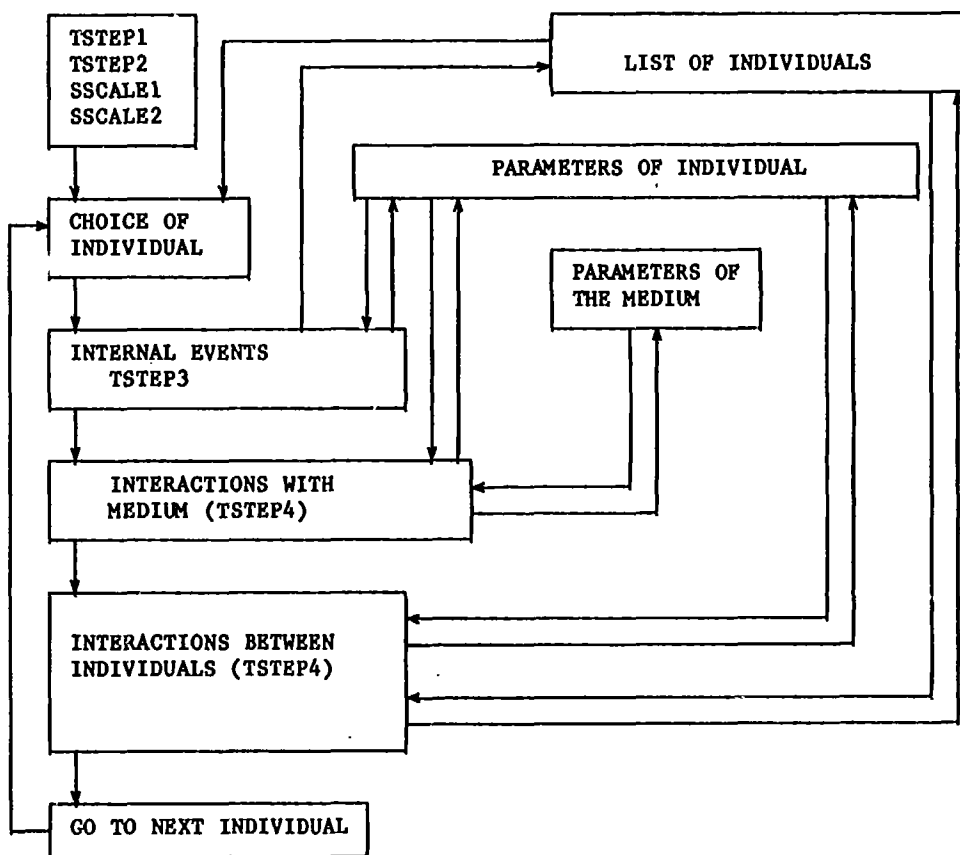 TSTEP1
TSTEP2
SSCALE1
SSCALE2
LIST OF INDIVIDUALS
PARAMETERS OF INDIVIDUAL
CHOICE OF
INDIVIDUAL
PARAMETERS OF
THE MEDIUM
INTERNAL EVENTS
TSTEP3
INTERACTIONS WITH
MEDIUM (TSTEP4)
INTERACTIONS BETWEEN
INDIVIDUALS (TSTEP4)
GO TO NEXT INDIVIDUAL